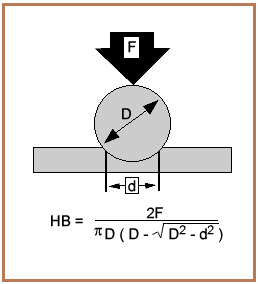 F
D
d
HB = 2F / πD ( D - √D² - d² )